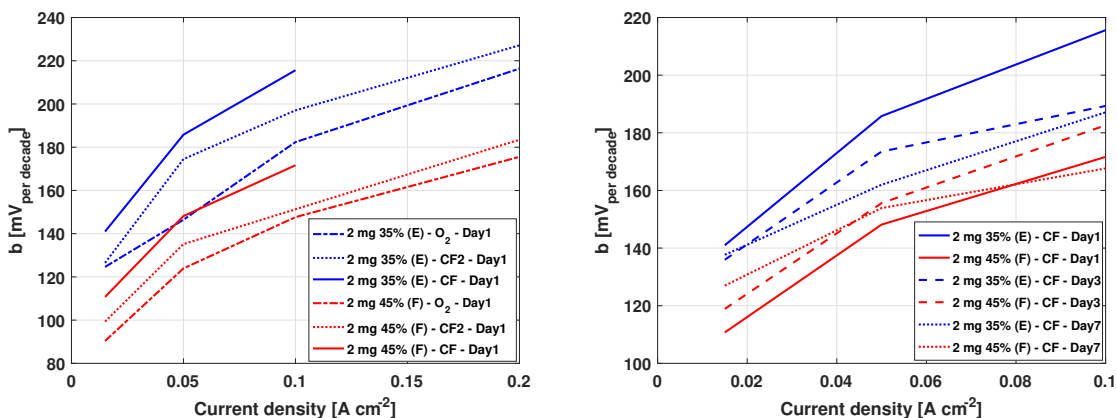 240
220
200
180
160
140
120
100
80
b [mV per decade]
0
0.05
0.1
0.15
0.2
Current density [A cm-2]
2 mg 35% (E) - O2 - Day1
2 mg 35% (E) - CF2 - Day1
2 mg 35% (E) - CF - Day1
2 mg 45% (F) - O2 - Day1
2 mg 45% (F) - CF2 - Day1
2 mg 45% (F) - CF - Day1
220
200
180
160
140
120
100
b [mV per decade]
0
0.02
0.04
0.06
0.08
0.1
Current density [A cm-2]
2 mg 35% (E) - CF - Day1
2 mg 45% (F) - CF - Day1
2 mg 35% (E) - CF - Day3
2 mg 45% (F) - CF - Day3
2 mg 35% (E) - CF - Day7
2 mg 45% (F) - CF - Day7